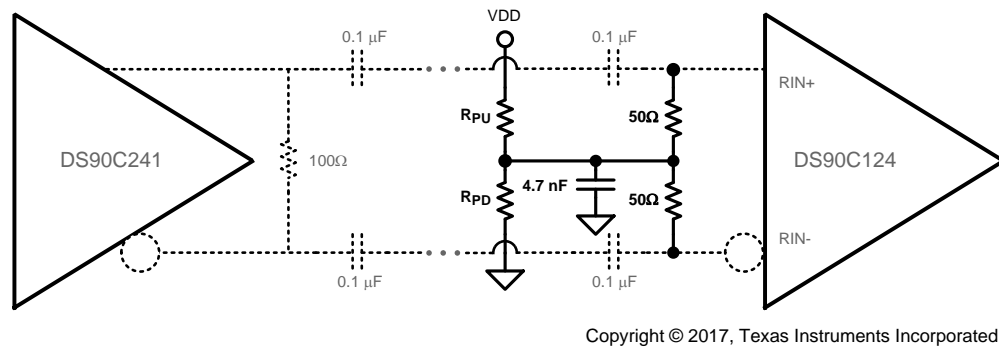 VDD
0.1 μF
0.1 μF
RIN+
RPU
50Ω
DS90C241
100Ω
DS90C124
4.7 nF
RPD
50Ω
RIN-
0.1 μF
0.1 μF
Copyright © 2017, Texas Instruments Incorporated